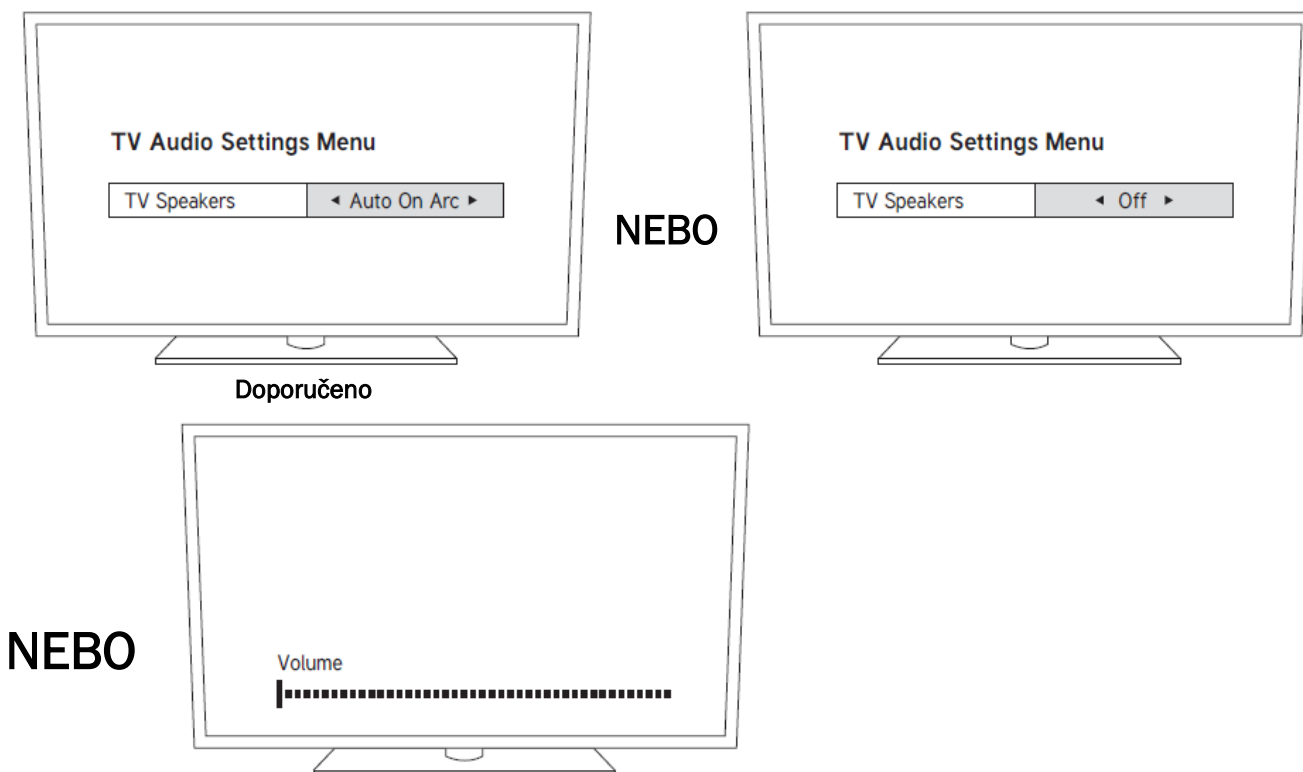 TV Audio Settings Menu
TV Speakers ◄ Auto On Arc ►
Doporučeno
NEBO
TV Audio Settings Menu
TV Speakers ◄ Off ►
NEBO
Volume